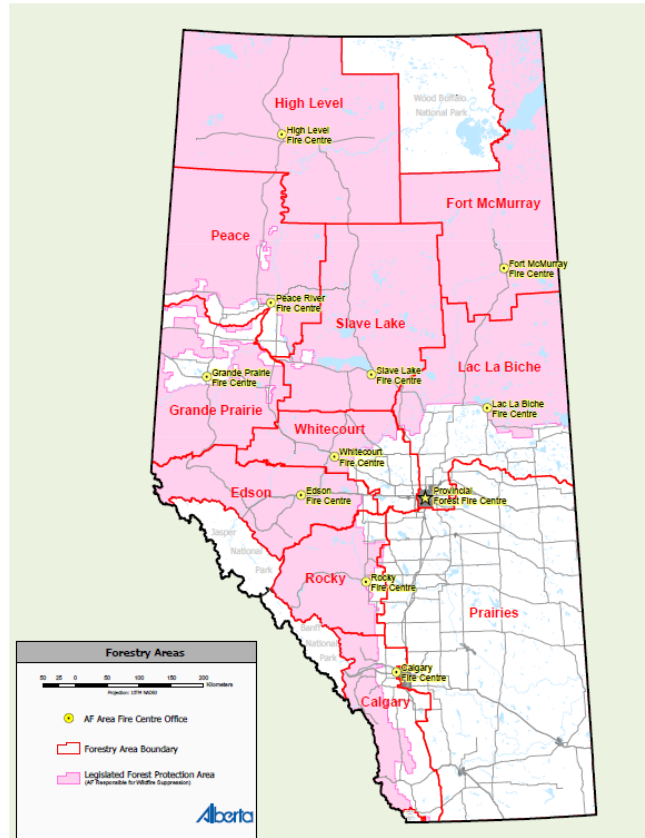 High Level
Wood Buffalo
National Park
High Level
Fire Centre
Fort McMurray
Peace
Fort McMurray
Fire Centre
Peace River
Fire Centre
Slave Lake
Lac La Biche
Slave Lake
Fire Centre
Grande Prairie
Fire Centre
Grande Prairie
Lac La Biche
Fire Centre
Whitecourt
Whitecourt
Fire Centre
Edson
Edson
Fire Centre
Provincial
Forest Fire Centre
Jasper
National
Park
Rocky
Rocky
Fire Centre
Prairies
Banff
National
Park
Calgary
Fire Centre
Calgary
Forestry Areas
50 25 0 50 100 150 200
Kilometers
Projection: 10TM NAD83
AF Area Fire Centre Office
Forestry Area Boundary
Legislated Forest Protection Area
(AF Responsible for Wildfire Suppression)
Alberta